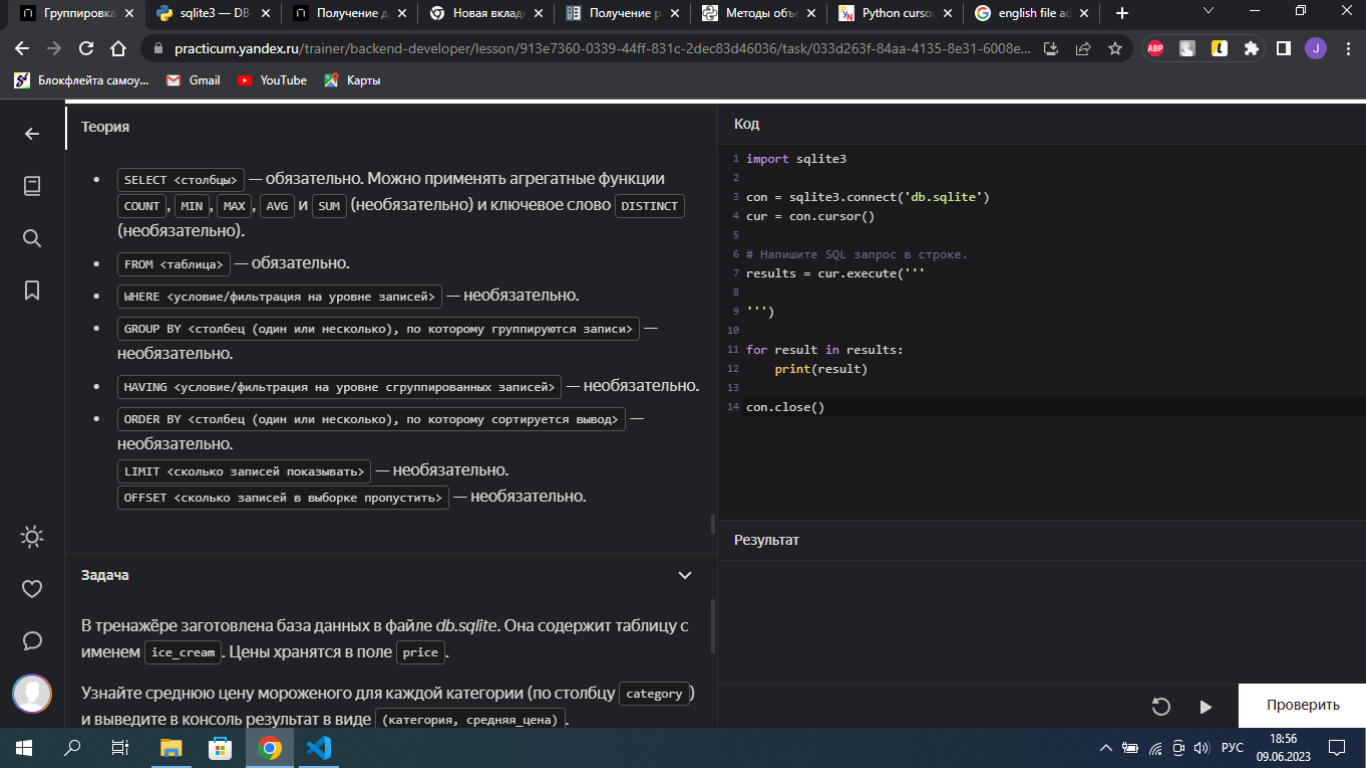 Группировка
sqlite3 — DB-
Получение д
Новая вклад
Получение р
Методы объе
Python curso
english file ad
practicum.yandex.ru/trainer/backend-developer/lesson/913e7360-0339-44ff-831c-2dec83d46036/task/033d263f-84aa-4135-8e31-6008e...
ABP
J
Блокфлейта самоу...
Gmail
YouTube
Карты
Теория
SELECT <столбцы> — обязательно. Можно применять агрегатные функции
COUNT, MIN, MAX, AVG и SUM (необязательно) и ключевое слово DISTINCT
(необязательно).
FROM <таблица> — обязательно.
WHERE <условие/фильтрация на уровне записей> — необязательно.
GROUP BY <столбец (один или несколько), по которому группируются записи> —
необязательно.
HAVING <условие/фильтрация на уровне сгруппированных записей> — необязательно.
ORDER BY <столбец (один или несколько), по которому сортируется вывод> —
необязательно.
LIMIT <сколько записей показывать> — необязательно.
OFFSET <сколько записей в выборке пропустить> — необязательно.
Задача
В тренажёре заготовлена база данных в файле db.sqlite. Она содержит таблицу с
именем ice_cream. Цены хранятся в поле price.
Узнайте среднюю цену мороженого для каждой категории (по столбцу category)
и выведите в консоль результат в виде (категория, средняя_цена).
Код
1 import sqlite3
2
3 con = sqlite3.connect('db.sqlite')
4 cur = con.cursor()
5
6 # Напишите SQL запрос в строке.
7 results = cur.execute('''
8
9 ''')
10
11 for result in results:
12     print(result)
13
14 con.close()
Результат
Проверить
РУС
18:56
09.06.2023